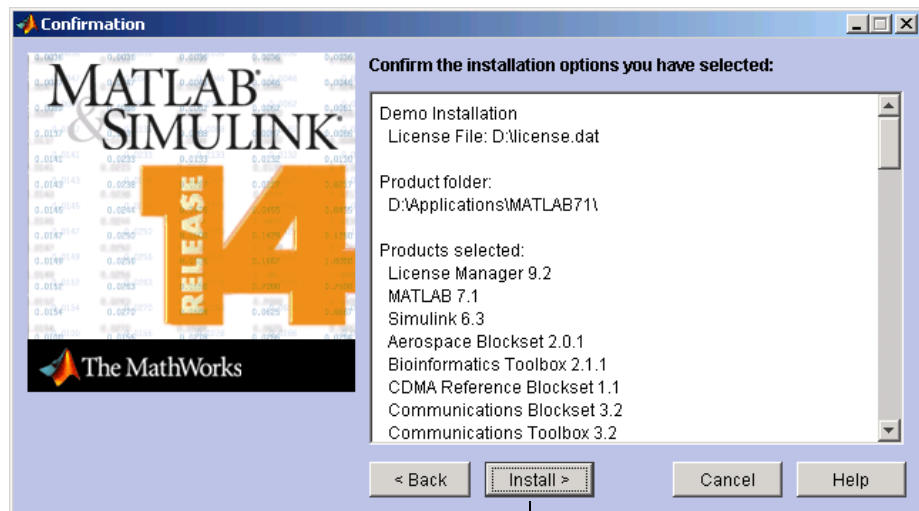 Confirmation
MATLAB®
& SIMULINK®
RELEASE
14
The MathWorks
Confirm the installation options you have selected:
Demo Installation
License File: D:\license.dat
Product folder:
D:\Applications\MATLAB71\
Products selected:
License Manager 9.2
MATLAB 7.1
Simulink 6.3
Aerospace Blockset 2.0.1
Bioinformatics Toolbox 2.1.1
CDMA Reference Blockset 1.1
Communications Blockset 3.2
Communications Toolbox 3.2
< Back
Install >
Cancel
Help